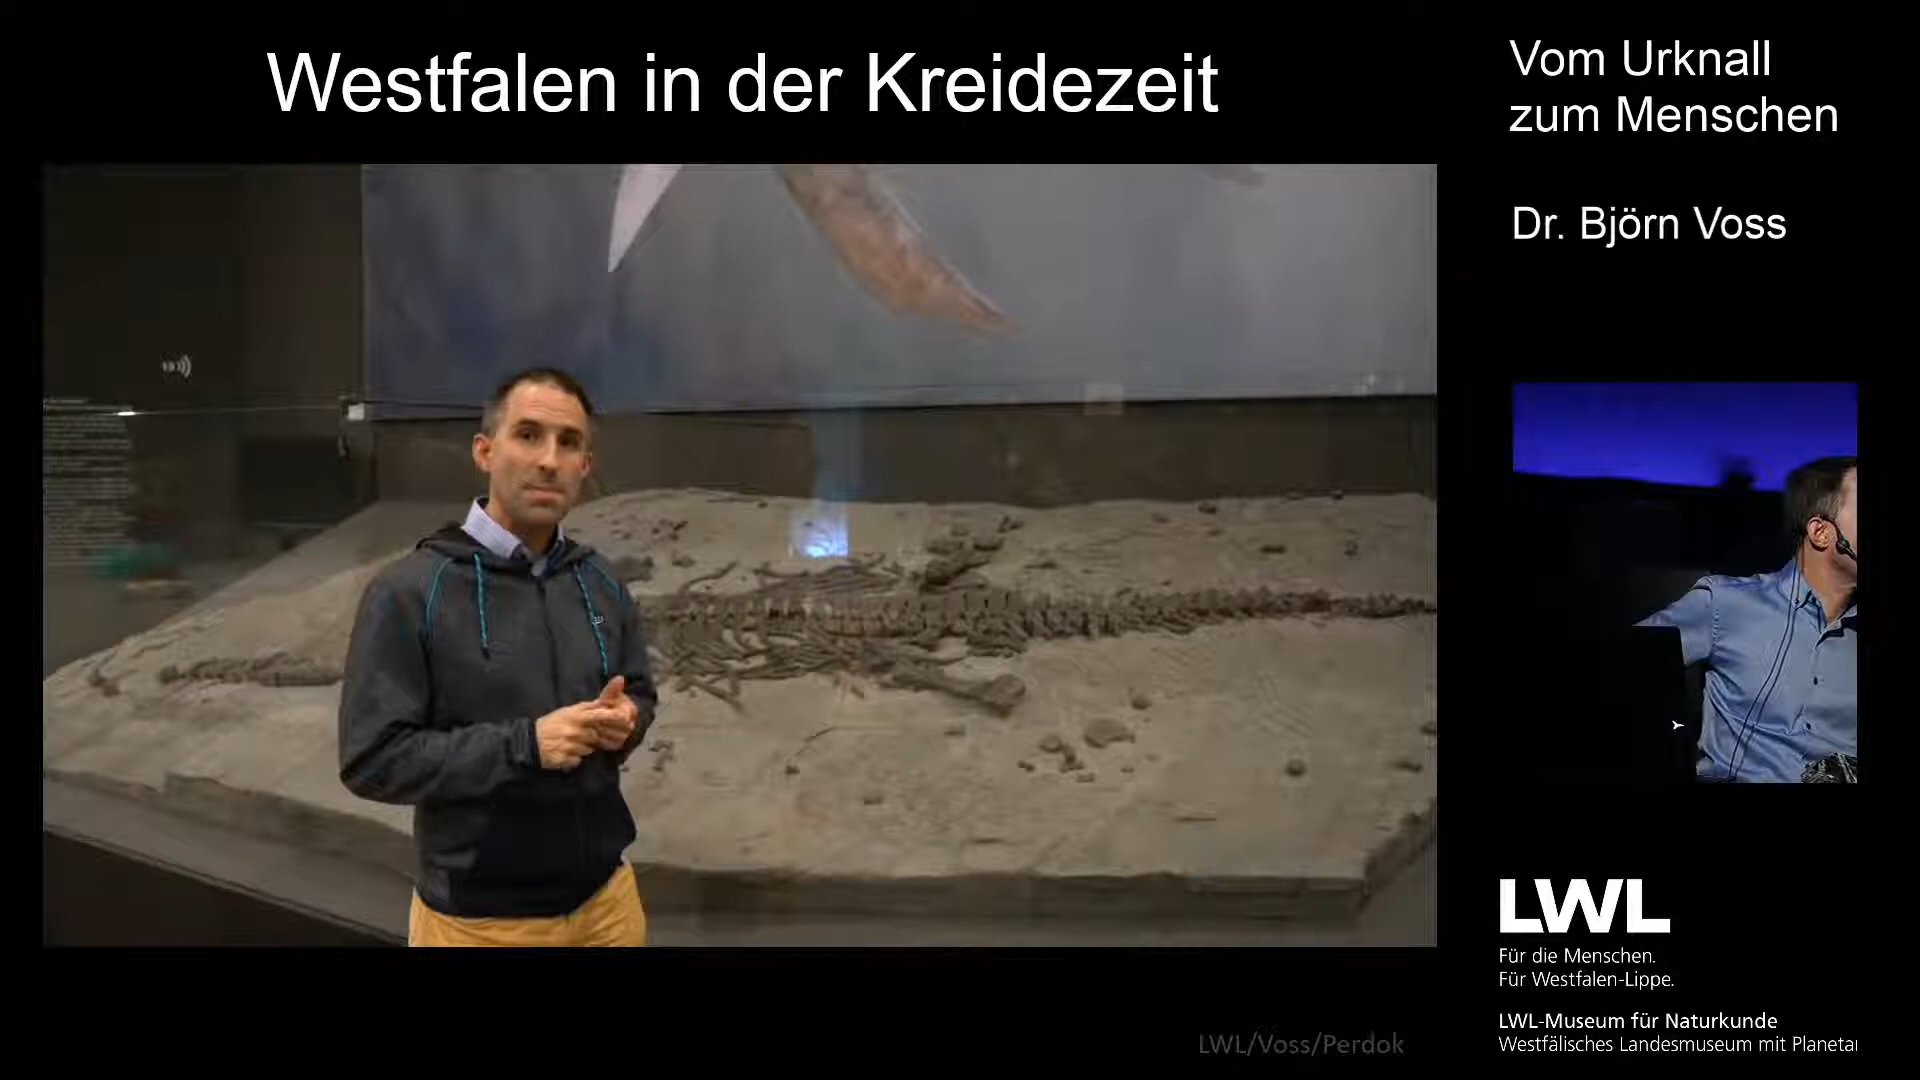 Westfalen in der Kreidezeit
Vom Urknall
zum Menschen
Dr. Björn Voss
LWL
Für die Menschen.
Für Westfalen-Lippe.
LWL-Museum für Naturkunde
Westfälisches Landesmuseum mit Planetar
LWL/Voss/Perdok